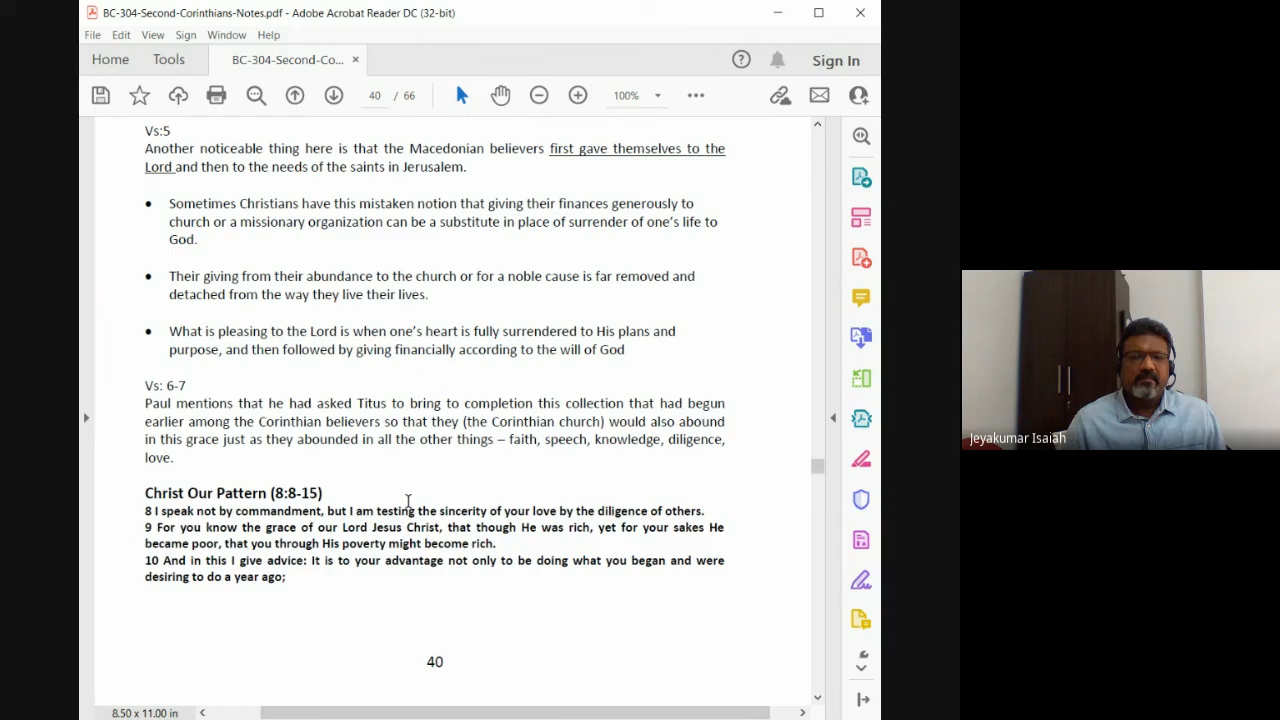 BC-304-Second-Corinthians-Notes.pdf - Adobe Acrobat Reader DC (32-bit)
File Edit View Sign Window Help
Home Tools BC-304-Second-Co... × Sign In
40 / 66 100%
Vs:5
Another noticeable thing here is that the Macedonian believers first gave themselves to the
Lord and then to the needs of the saints in Jerusalem.
• Sometimes Christians have this mistaken notion that giving their finances generously to
church or a missionary organization can be a substitute in place of surrender of one's life to
God.
• Their giving from their abundance to the church or for a noble cause is far removed and
detached from the way they live their lives.
• What is pleasing to the Lord is when one's heart is fully surrendered to His plans and
purpose, and then followed by giving financially according to the will of God
Vs: 6-7
Paul mentions that he had asked Titus to bring to completion this collection that had begun
earlier among the Corinthian believers so that they (the Corinthian church) would also abound
in this grace just as they abounded in all the other things – faith, speech, knowledge, diligence,
love.
Christ Our Pattern (8:8-15)
8 I speak not by commandment, but I am testing the sincerity of your love by the diligence of others.
9 For you know the grace of our Lord Jesus Christ, that though He was rich, yet for your sakes He
became poor, that you through His poverty might become rich.
10 And in this I give advice: It is to your advantage not only to be doing what you began and were
desiring to do a year ago;
40
8.50 x 11.00 in
Jeyakumar Isaiah